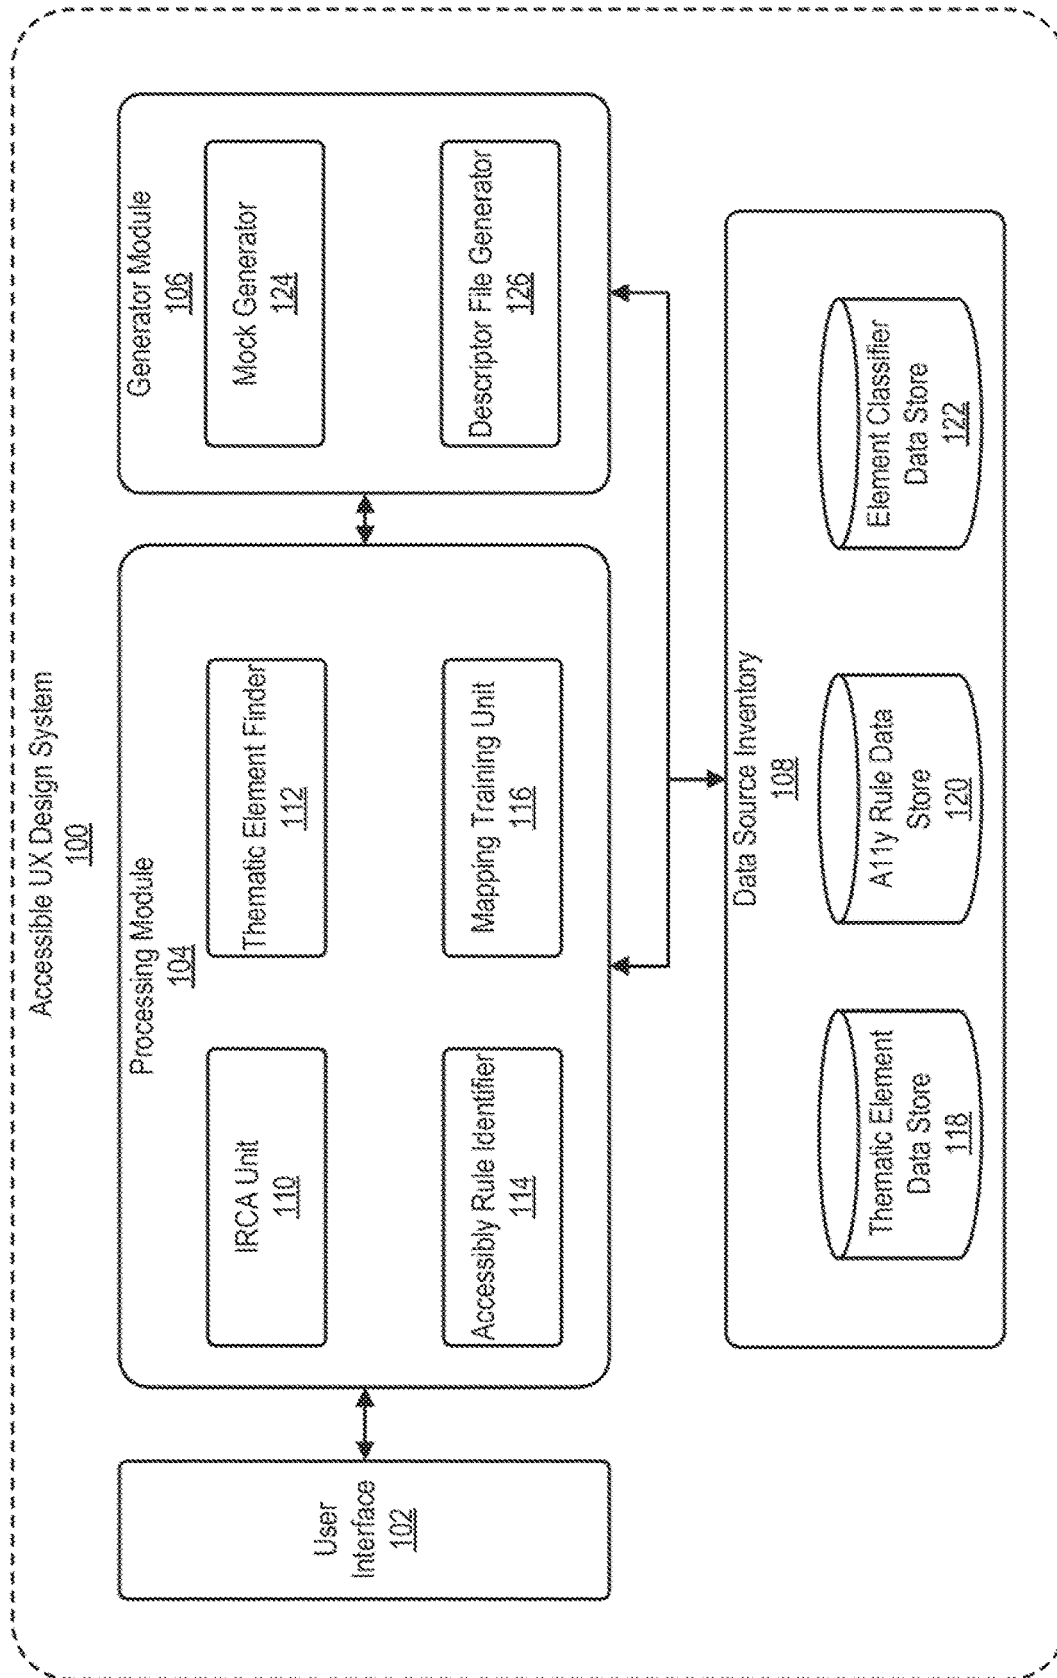 Accessible UX Design System
100
User
Interface
102
Processing Module
104
IRCA Unit
110
Thematic Element Finder
112
Accessibly Rule Identifier
114
Mapping Training Unit
116
Generator Module
106
Mock Generator
124
Descriptor File Generator
126
Data Source Inventory
108
Thematic Element
Data Store
118
A11y Rule Data
Store
120
Element Classifier
Data Store
122